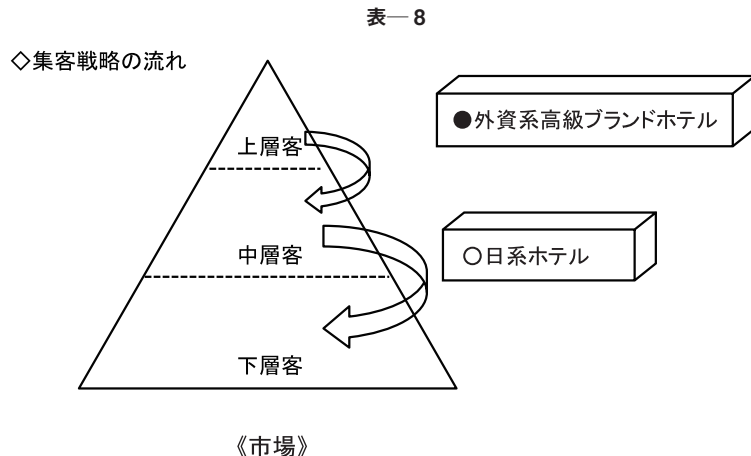 表―8
◇集客戦略の流れ
上層客
●外資系高級ブランドホテル
中層客
○日系ホテル
下層客
《市場》